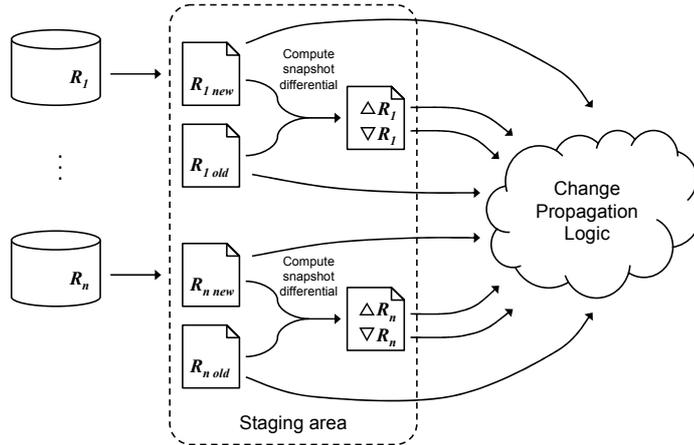 R1
R1 new
R1 old
Compute
snapshot
differential
△R1
▽R1
⋮
Rn
Rn new
Rn old
Compute
snapshot
differential
△Rn
▽Rn
Change
Propagation
Logic
Staging area